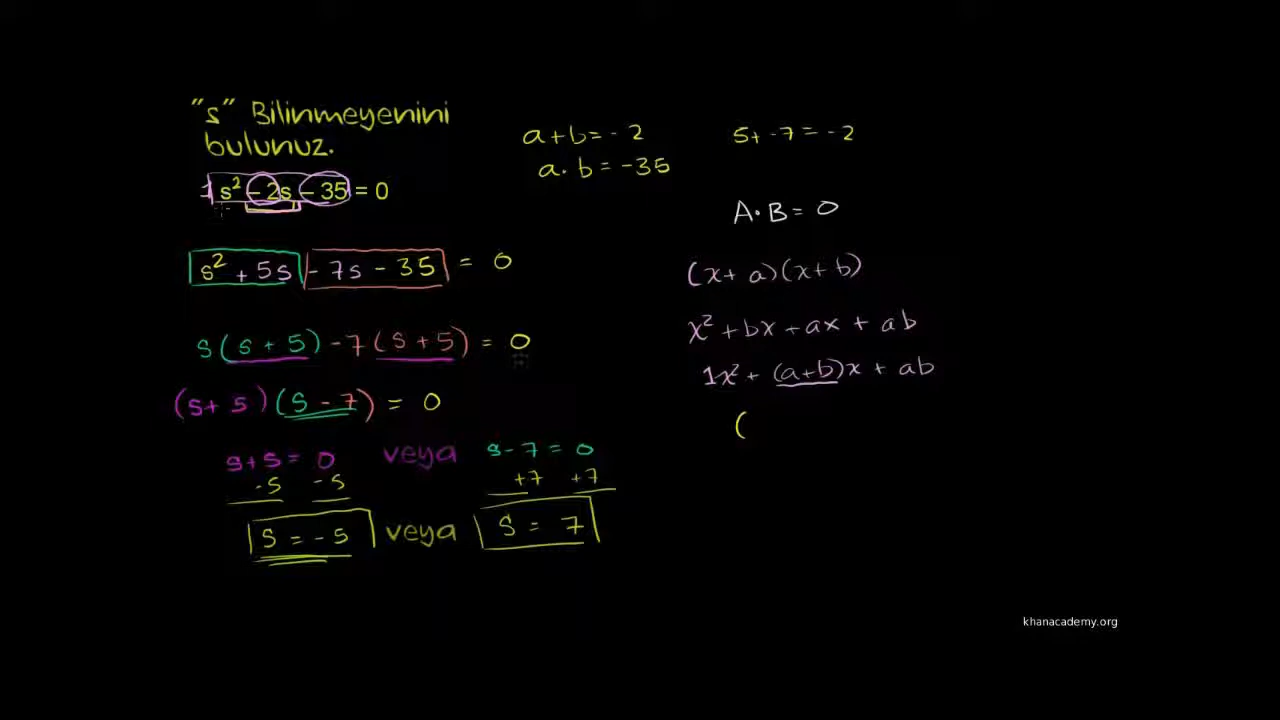 "s" Bilinmeyenini
bulunuz.
1s² - 2s - 35 = 0
s² + 5s - 7s - 35 = 0
s(s + 5) - 7(s + 5) = 0
(s + 5)(s - 7) = 0
s + 5 = 0 veya s - 7 = 0
-5 -5 +7 +7
s = -5 veya s = 7
a + b = -2
a · b = -35
5 + -7 = -2
A · B = 0
(x + a)(x + b)
x² + bx + ax + ab
1x² + (a+b)x + ab
(
khanacademy.org